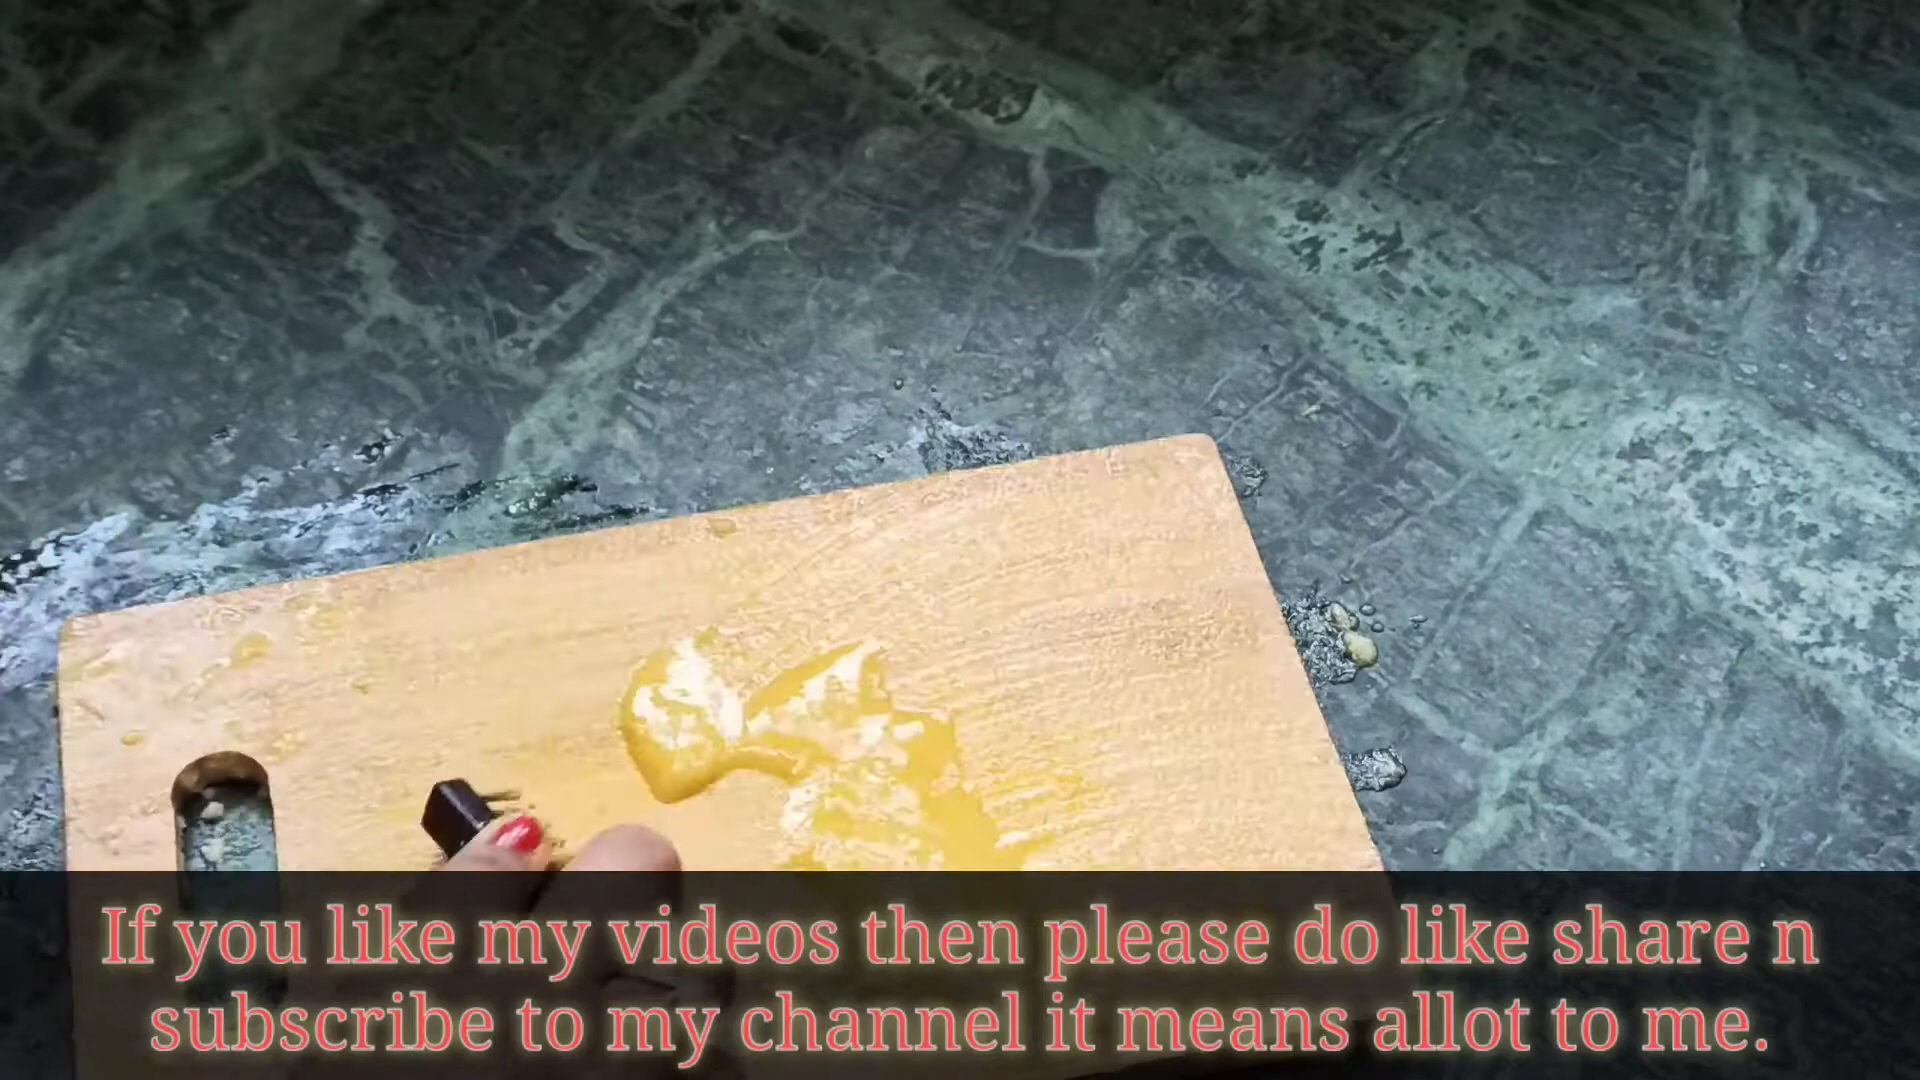 If you like my videos then please do like share n
subscribe to my channel it means allot to me.